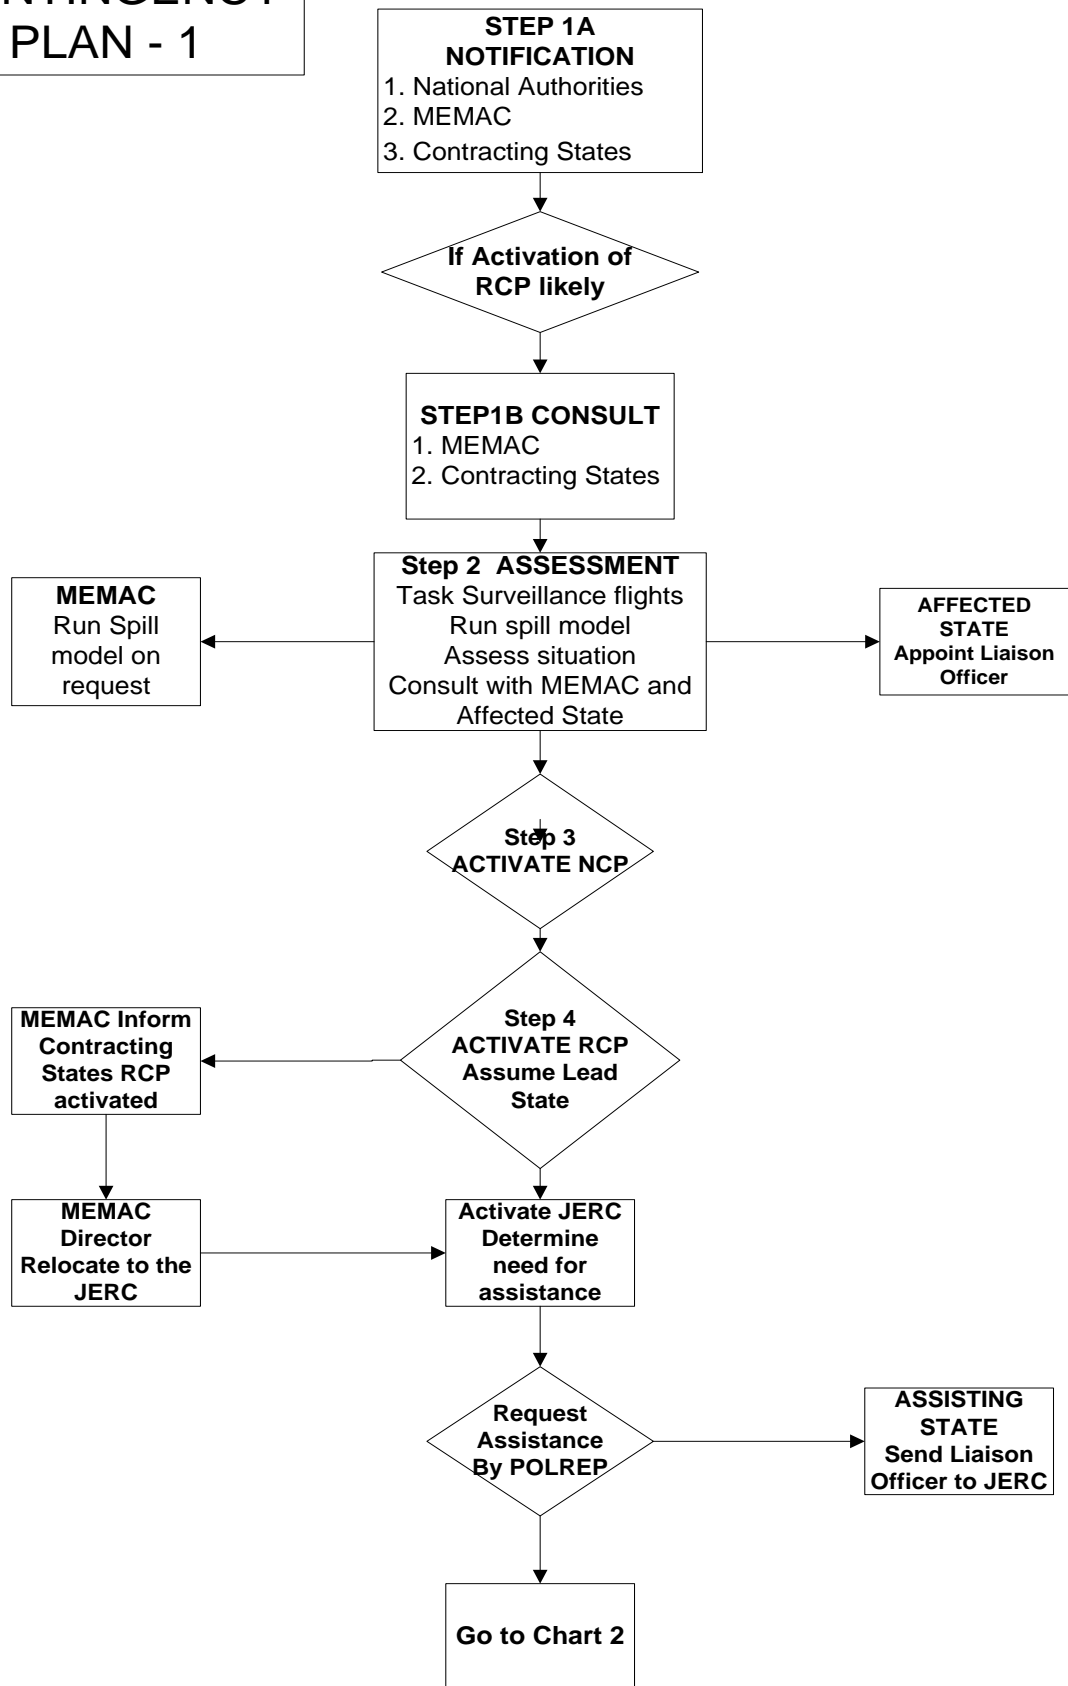 PLAN - 1
STEP 1A
NOTIFICATION
1. National Authorities
2. MEMAC
3. Contracting States
If Activation of
RCP likely
STEP1B CONSULT
1. MEMAC
2. Contracting States
Step 2  ASSESSMENT
Task Surveillance flights
Run spill model
Assess situation
Consult with MEMAC and
Affected State
MEMAC
Run Spill
model on
request
AFFECTED
STATE
Appoint Liaison
Officer
Step 3
ACTIVATE NCP
Step 4
ACTIVATE RCP
Assume Lead
State
MEMAC Inform
Contracting
States RCP
activated
MEMAC
Director
Relocate to the
JERC
Activate JERC
Determine
need for
assistance
Request
Assistance
By POLREP
ASSISTING
STATE
Send Liaison
Officer to JERC
Go to Chart 2